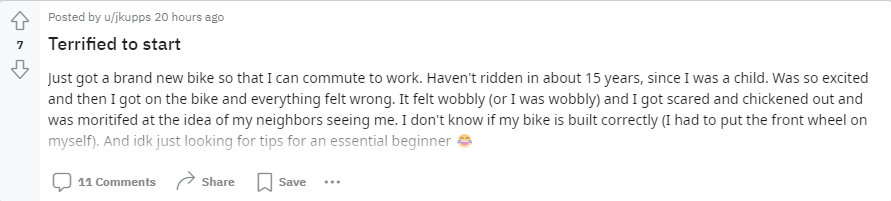 Posted by u/jkupps 20 hours ago
7
Terrified to start
Just got a brand new bike so that I can commute to work. Haven't ridden in about 15 years, since I was a child. Was so excited
and then I got on the bike and everything felt wrong. It felt wobbly (or I was wobbly) and I got scared and chickened out and
was moritifed at the idea of my neighbors seeing me. I don't know if my bike is built correctly (I had to put the front wheel on
myself). And idk just looking for tips for an essential beginner 😂
11 Comments Share Save ...